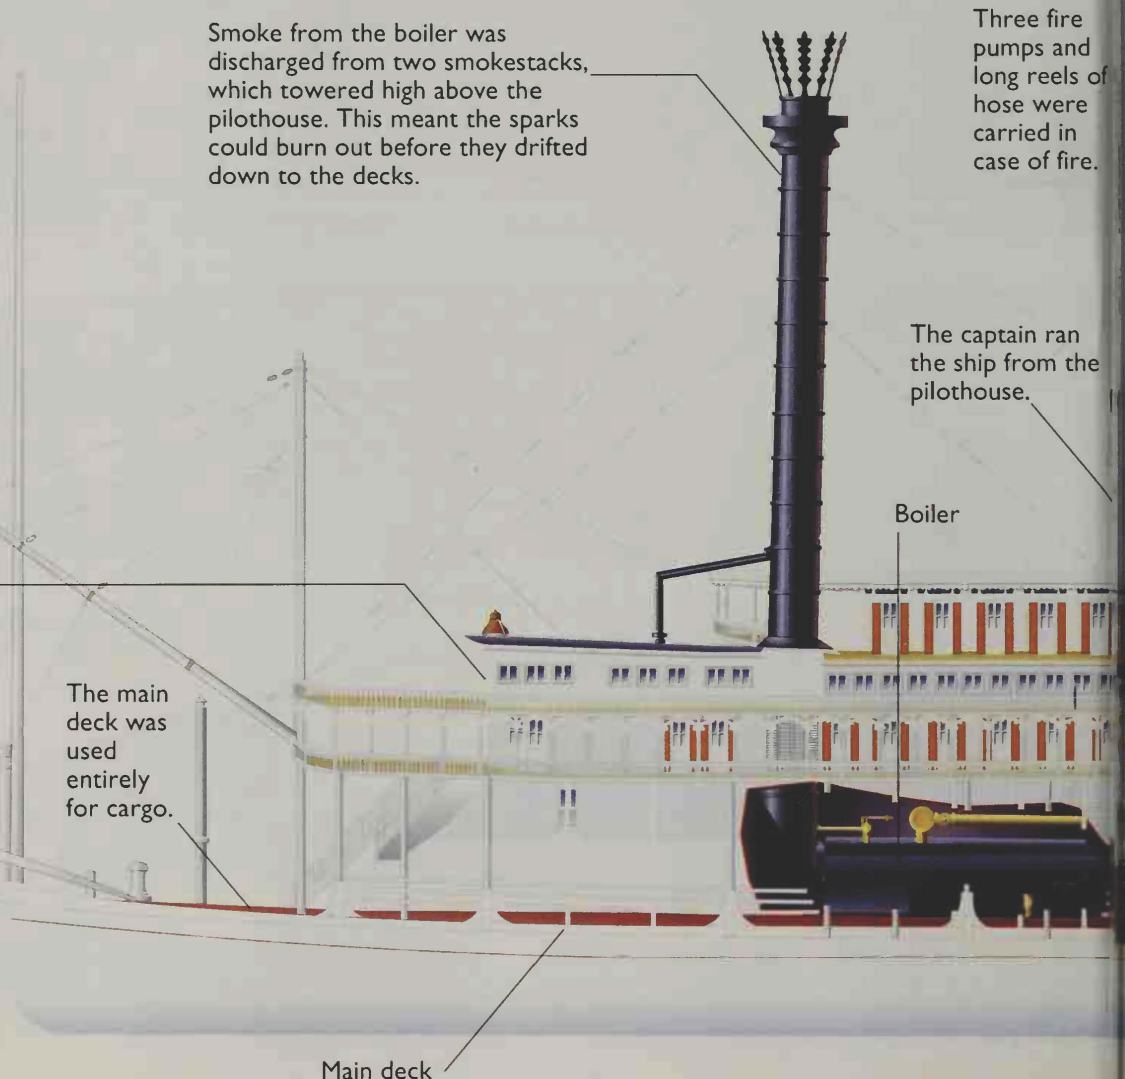 Smoke from the boiler was
discharged from two smokestacks,
which towered high above the
pilothouse. This meant the sparks
could burn out before they drifted
down to the decks.
Three fire
pumps and
long reels of
hose were
carried in
case of fire.
The captain ran
the ship from the
pilothouse.
Boiler
The main
deck was
used
entirely
for cargo.
Main deck